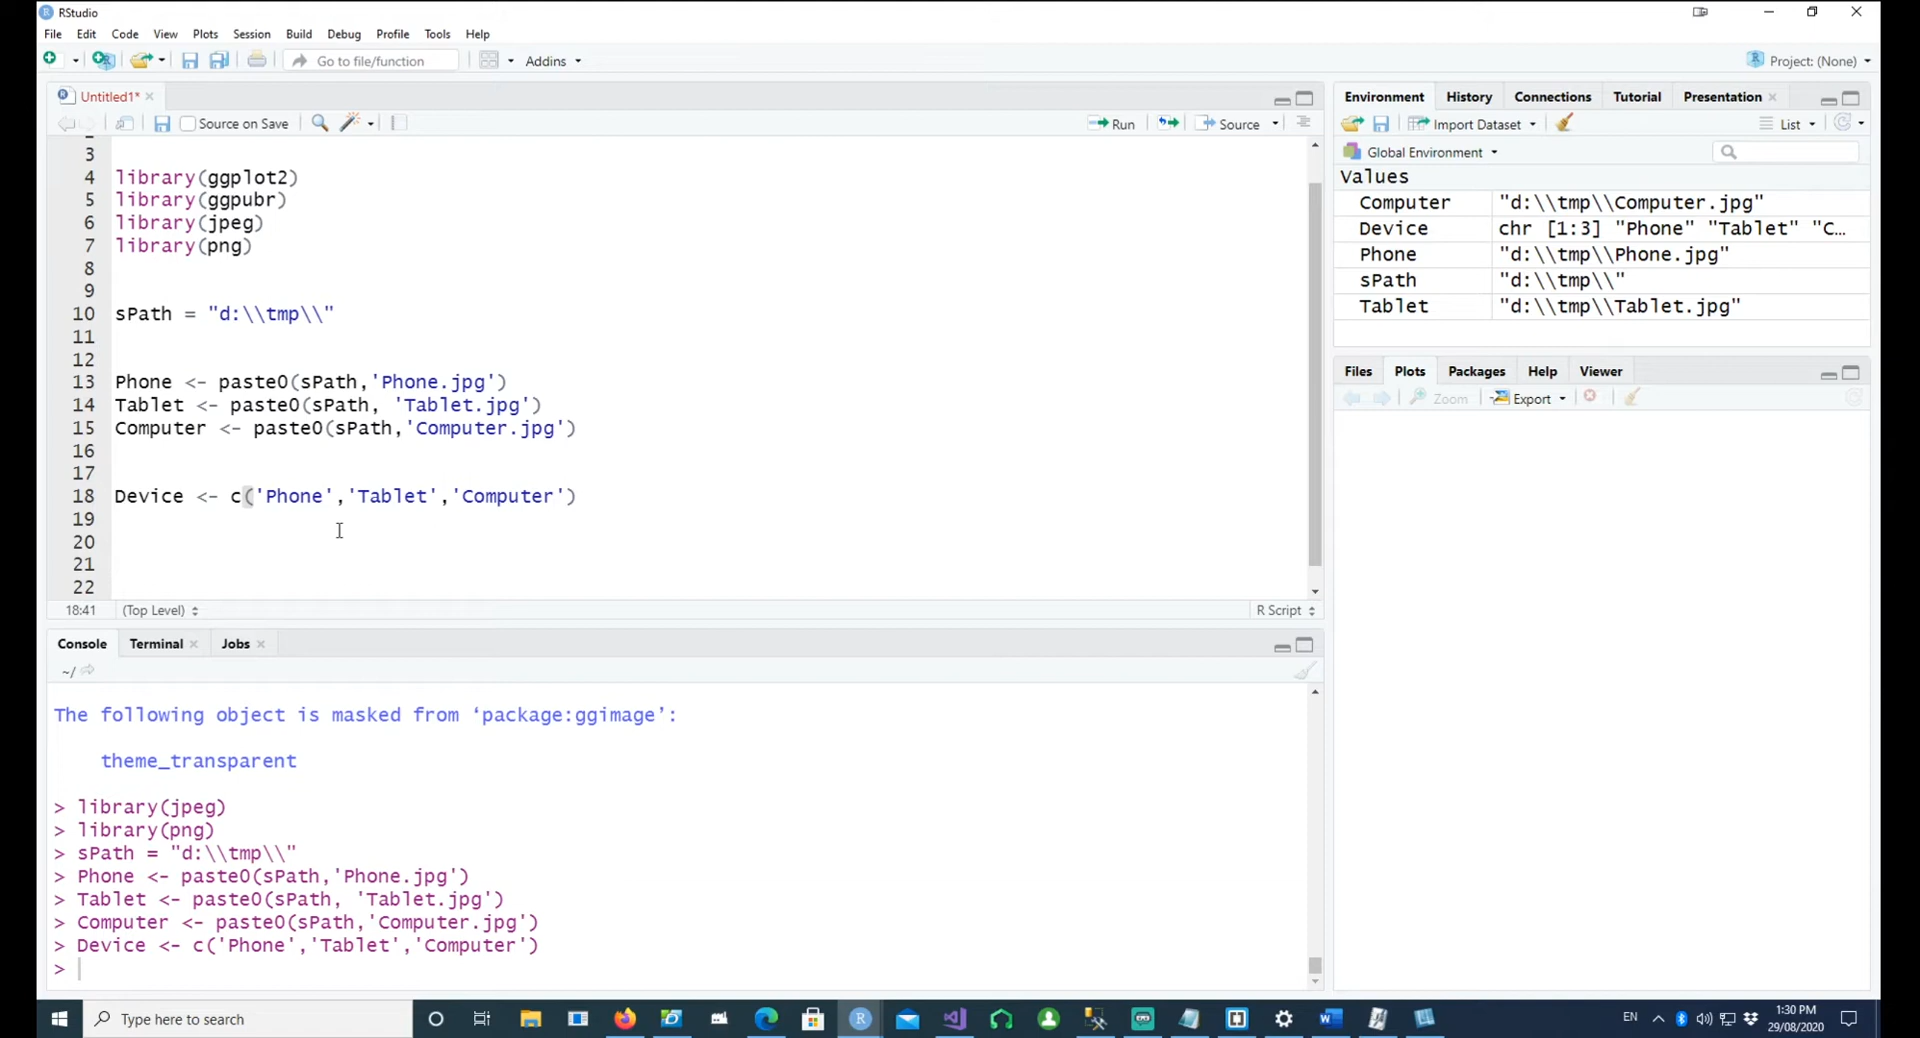 RStudio
File Edit Code View Plots Session Build Debug Profile Tools Help
Go to file/function Addins Project: (None)
Untitled1*
Source on Save Run Source
3
4 library(ggplot2)
5 library(ggpubr)
6 library(jpeg)
7 library(png)
8
9
10 sPath = "d:\\tmp\\"
11
12
13 Phone <- paste0(sPath,'Phone.jpg')
14 Tablet <- paste0(sPath, 'Tablet.jpg')
15 Computer <- paste0(sPath,'Computer.jpg')
16
17
18 Device <- c('Phone','Tablet','Computer')
19
20
21
22
18:41 (Top Level) R Script
Console Terminal Jobs
~/
The following object is masked from ‘package:ggimage’:
theme_transparent
> library(jpeg)
> library(png)
> sPath = "d:\\tmp\\"
> Phone <- paste0(sPath,'Phone.jpg')
> Tablet <- paste0(sPath, 'Tablet.jpg')
> Computer <- paste0(sPath,'Computer.jpg')
> Device <- c('Phone','Tablet','Computer')
>
Environment History Connections Tutorial Presentation
Import Dataset List
Global Environment
Values
Computer "d:\\tmp\\Computer.jpg"
Device chr [1:3] "Phone" "Tablet" "C…
Phone "d:\\tmp\\Phone.jpg"
sPath "d:\\tmp\\"
Tablet "d:\\tmp\\Tablet.jpg"
Files Plots Packages Help Viewer
Zoom Export
Type here to search
EN
1:30 PM
29/08/2020